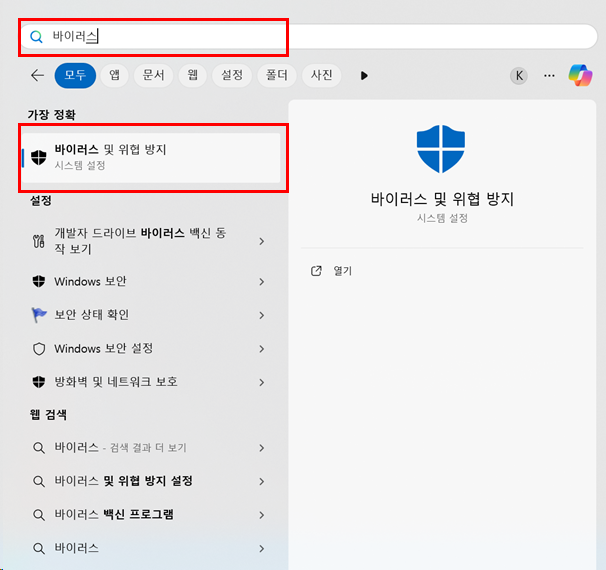 바이러스
모두 앱 문서 웹 설정 폴더 사진 K
가장 정확
바이러스 및 위협 방지
시스템 설정
설정
개발자 드라이브 바이러스 백신 동
작 보기
Windows 보안
보안 상태 확인
Windows 보안 설정
방화벽 및 네트워크 보호
웹 검색
바이러스 - 검색 결과 더 보기
바이러스 및 위협 방지 설정
바이러스 백신 프로그램
바이러스
바이러스 및 위협 방지
시스템 설정
열기